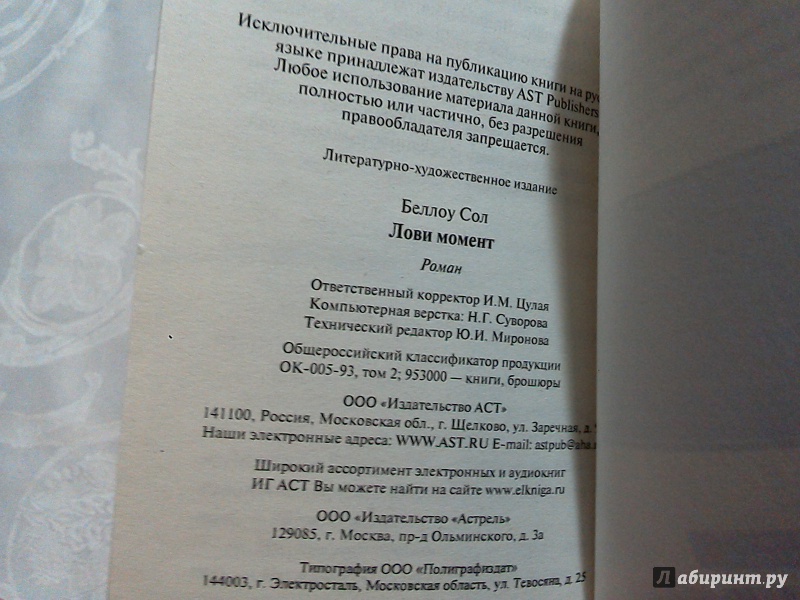 Исключительные права на публикацию книги на
языке принадлежат издательству AST Publishers
Любое использование материала данной книги,
полностью или частично, без разрешения
правообладателя запрещается.
Литературно-художественное издание
Беллоу Сол
Лови момент
Роман
Ответственный корректор И.М. Цулая
Компьютерная верстка: Н.Г. Суворова
Технический редактор Ю.И. Миронова
Общероссийский классификатор продукции
ОК-005-93, том 2; 953000 — книги, брошюры
ООО «Издательство АСТ»
141100, Россия, Московская обл., г. Щелково, ул. Заречная, д.
Наши электронные адреса: WWW.AST.RU E-mail:
Широкий ассортимент электронных и аудиокниг
ИГ АСТ Вы можете найти на сайте www.elkniga.ru
ООО «Издательство «Астрель»
129085, г. Москва, пр-д Ольминского, д. 3а
Типография ООО «Полиграфиздат»
144003, г. Электросталь, Московская область, ул. Тевосяна, д. 25
Лабиринт.ру